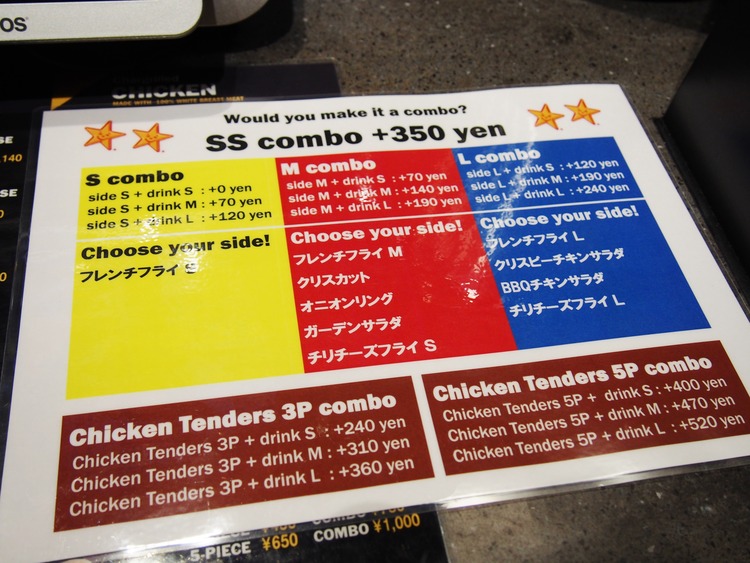 OS
CHICKEN
MADE WITH 100% WHITE BREAST MEAT
140
Would you make it a combo?
SS combo +350 yen
S combo
side S + drink S : +0 yen
side S + drink M : +70 yen
side S + drink L : +120 yen
Choose your side!
フレンチフライ S
M combo
side M + drink S : +70 yen
side M + drink M : +140 yen
side M + drink L : +190 yen
Choose your side!
フレンチフライ M
クリスカット
オニオンリング
ガーデンサラダ
チリチーズフライ S
L combo
side L + drink S : +120 yen
side L + drink M : +190 yen
side L + drink L : +240 yen
Choose your side!
フレンチフライ L
クリスピーチキンサラダ
BBQチキンサラダ
チリチーズフライ L
Chicken Tenders 3P combo
Chicken Tenders 3P + drink S : +240 yen
Chicken Tenders 3P + drink M : +310 yen
Chicken Tenders 3P + drink L : +360 yen
Chicken Tenders 5P combo
Chicken Tenders 5P + drink S : +400 yen
Chicken Tenders 5P + drink M : +470 yen
Chicken Tenders 5P + drink L : +520 yen
5-PIECE ¥650 COMBO ¥1,000